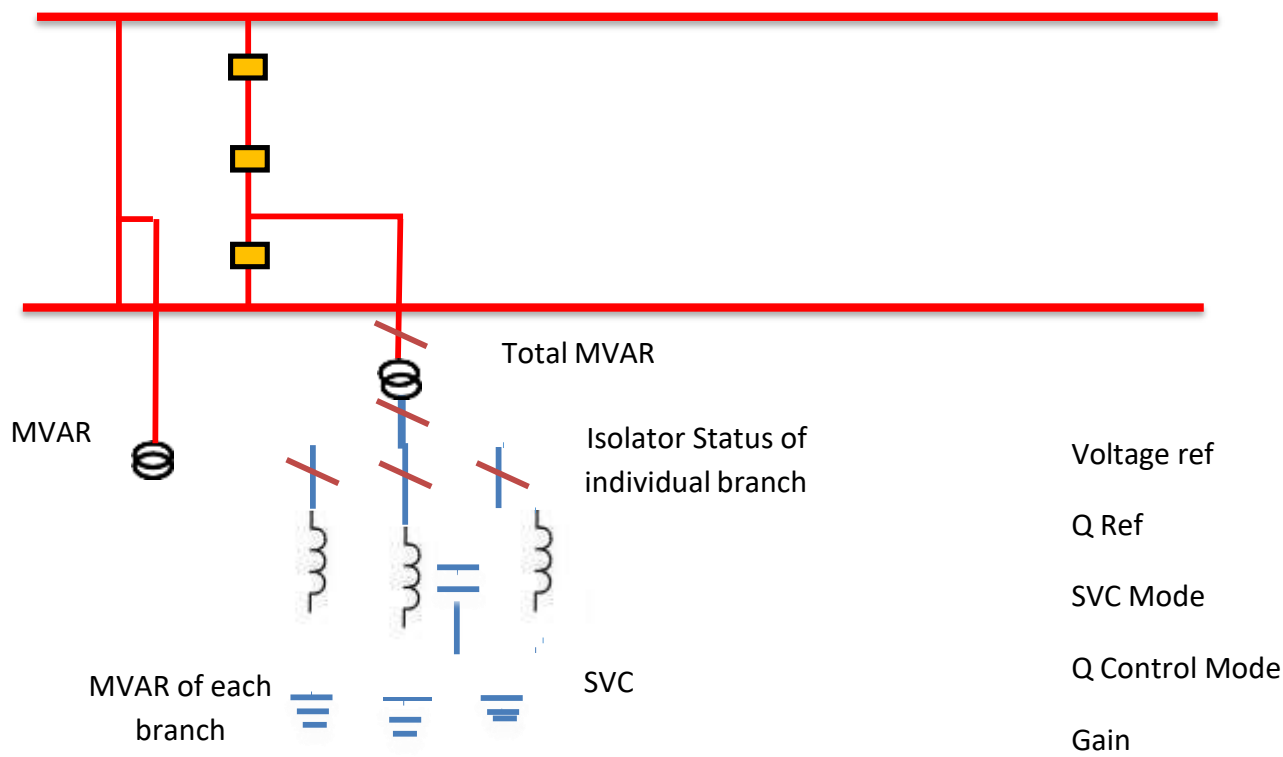 Total MVAR
MVAR
Isolator Status of
individual branch
Voltage ref
Q Ref
SVC Mode
Q Control Mode
Gain
MVAR of each
branch
SVC